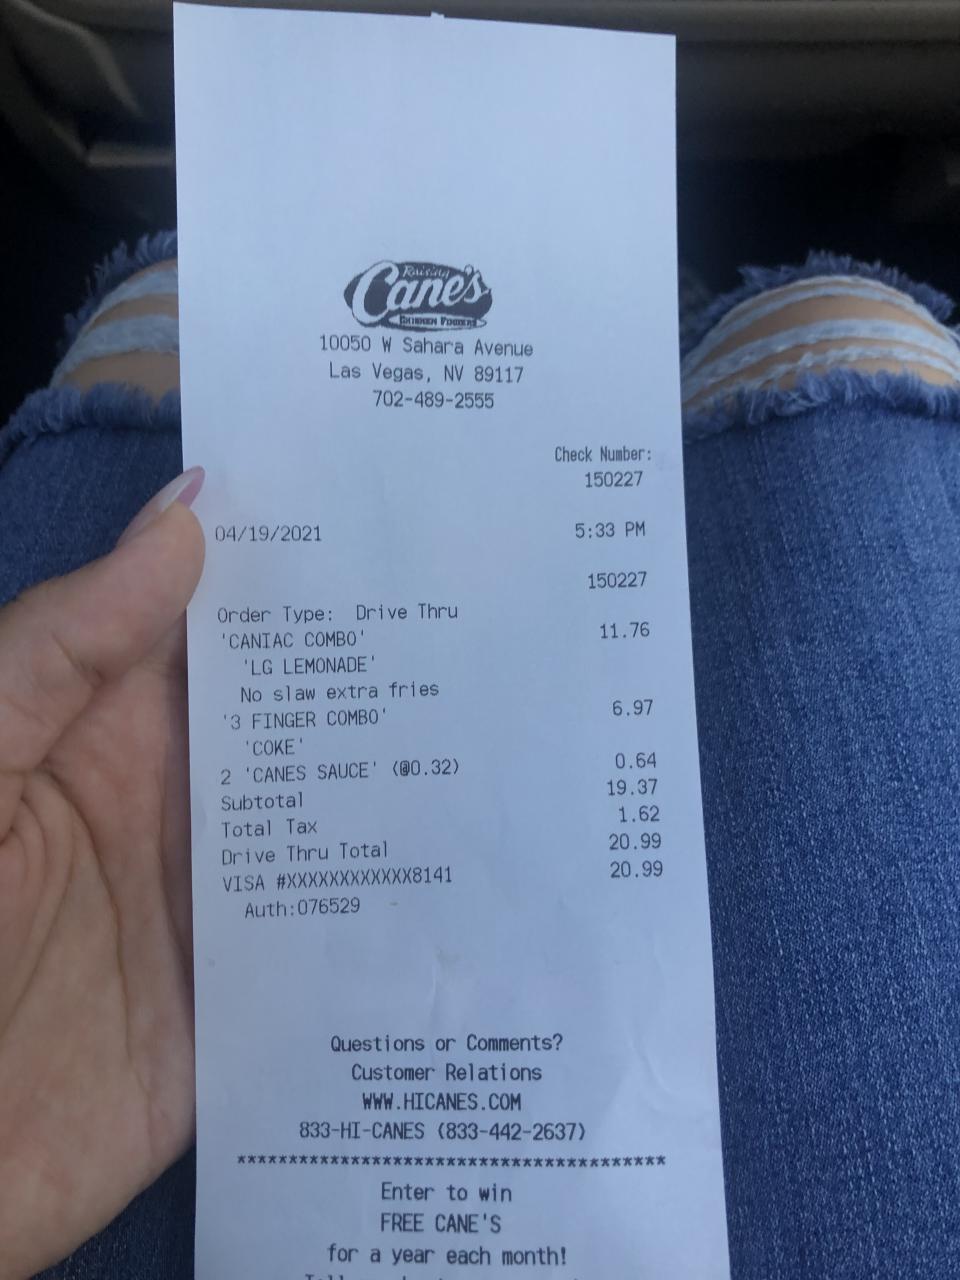 Raising
Cane's
CHICKEN FINGERS
10050 W Sahara Avenue
Las Vegas, NV 89117
702-489-2555
Check Number:
150227
04/19/2021 5:33 PM
150227
Order Type: Drive Thru
'CANIAC COMBO' 11.76
'LG LEMONADE'
No slaw extra fries
'3 FINGER COMBO' 6.97
'COKE'
2 'CANES SAUCE' (@0.32) 0.64
Subtotal 19.37
Total Tax 1.62
Drive Thru Total 20.99
VISA #XXXXXXXXXXXX8141 20.99
Auth:076529
Questions or Comments?
Customer Relations
WWW.HICANES.COM
833-HI-CANES (833-442-2637)
*****************************************
Enter to win
FREE CANE'S
for a year each month!